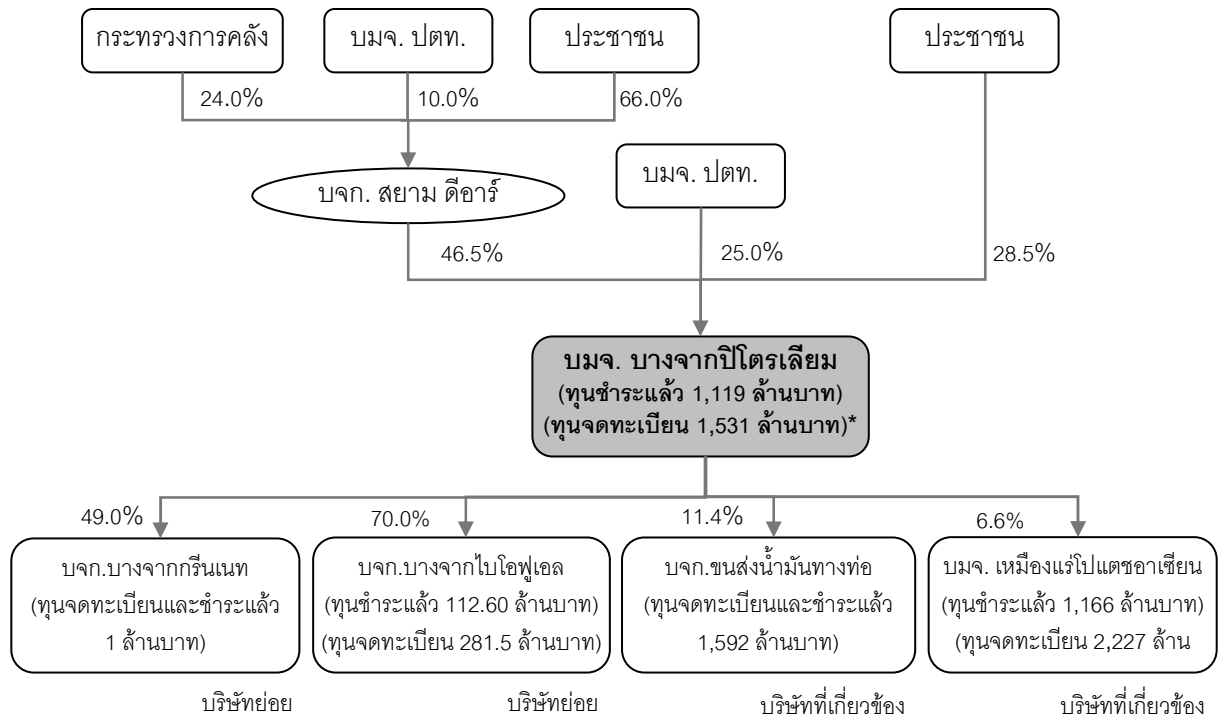 กระทรวงการคลัง
บมจ. ปตท.
ประชาชน
ประชาชน
24.0%
10.0%
66.0%
บจก. สยาม ดีอาร์
บมจ. ปตท.
46.5%
25.0%
28.5%
บมจ. บางจากปิโตรเลียม
(ทุนชำระแล้ว 1,119 ล้านบาท)
(ทุนจดทะเบียน 1,531 ล้านบาท)*
49.0%
70.0%
11.4%
6.6%
บจก.บางจากกรีนเนท
(ทุนจดทะเบียนและชำระแล้ว
1 ล้านบาท)
บจก.บางจากไบโอฟูเอล
(ทุนชำระแล้ว 112.60 ล้านบาท)
(ทุนจดทะเบียน 281.5 ล้านบาท)
บจก.ขนส่งน้ำมันทางท่อ
(ทุนจดทะเบียนและชำระแล้ว
1,592 ล้านบาท)
บมจ. เหมืองแร่โปแตชอาเซียน
(ทุนชำระแล้ว 1,166 ล้านบาท)
(ทุนจดทะเบียน 2,227 ล้าน
บริษัทย่อย
บริษัทย่อย
บริษัทที่เกี่ยวข้อง
บริษัทที่เกี่ยวข้อง